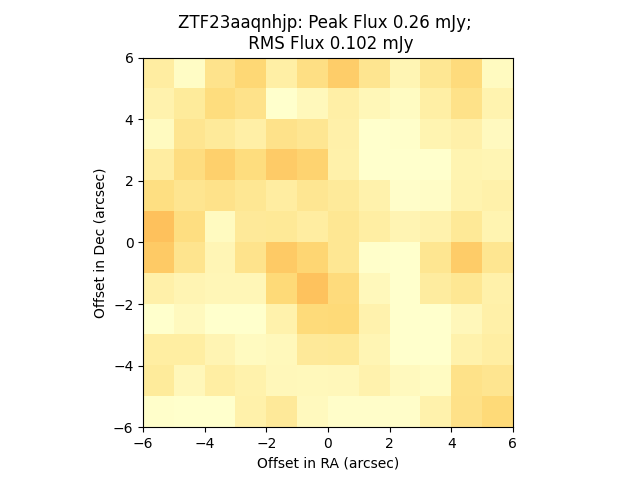 ZTF23aaqnhjp: Peak Flux 0.26 mJy;
RMS Flux 0.102 mJy
6
4
2
0
−2
−4
−6
Offset in Dec (arcsec)
−6 −4 −2 0 2 4 6
Offset in RA (arcsec)